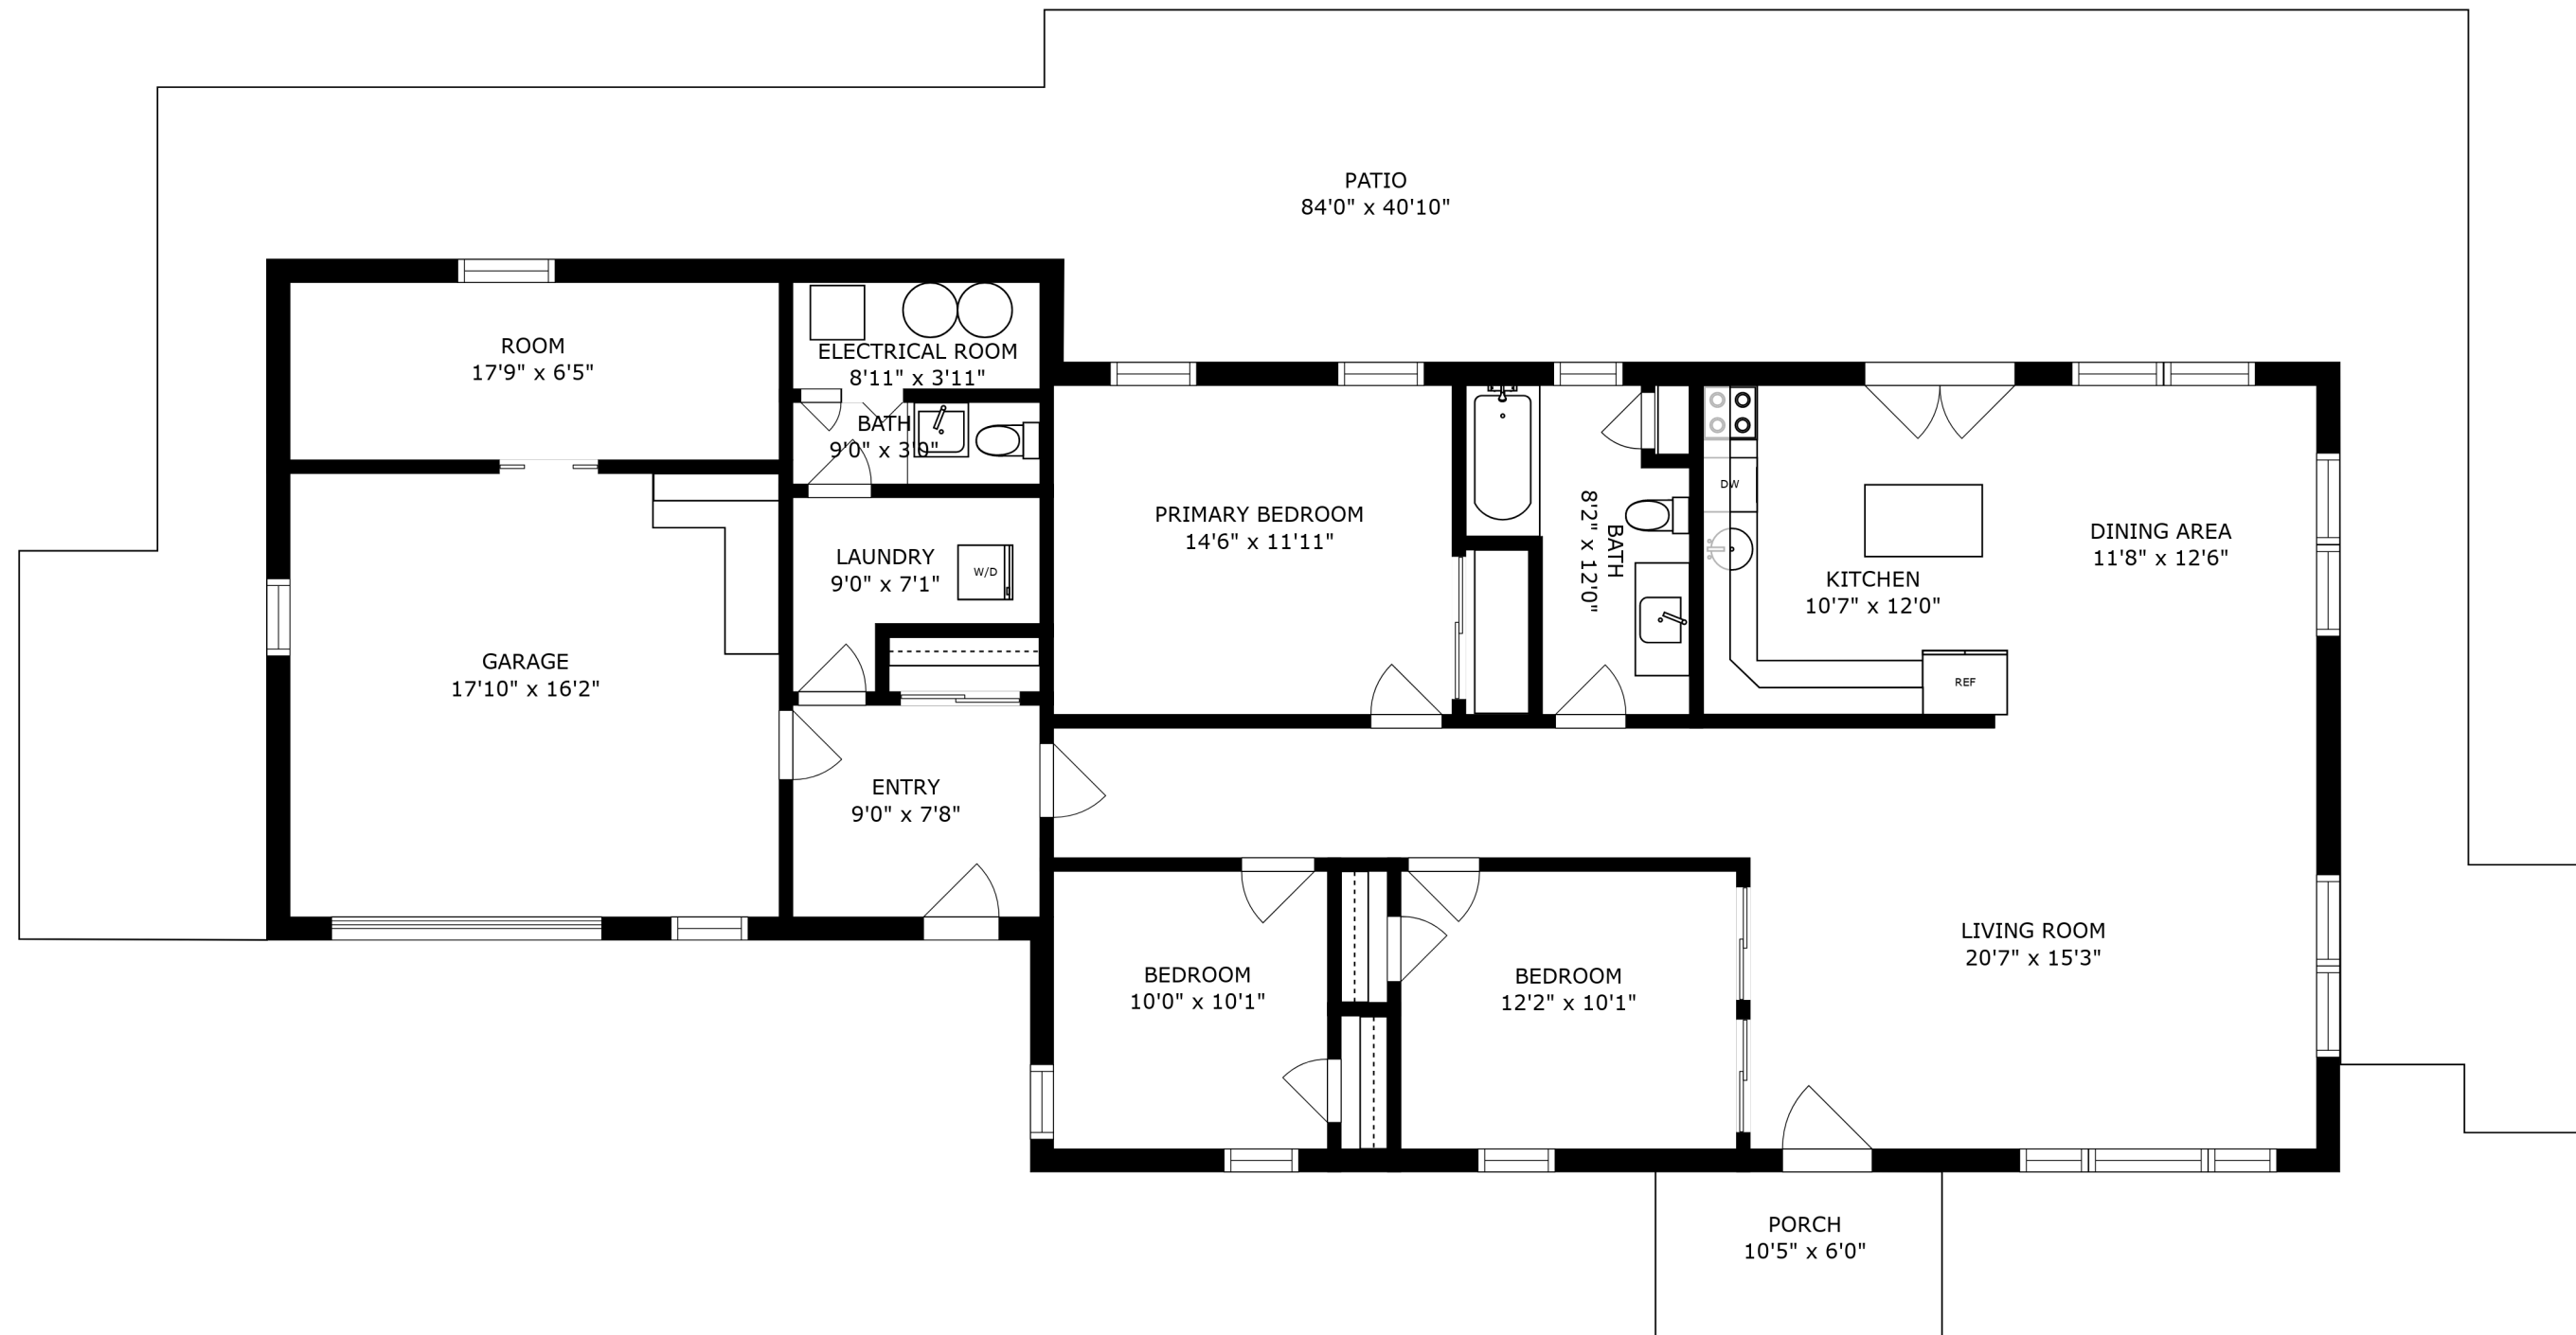 PATIO
84'0" x 40'10"
ROOM
17'9" x 6'5"
ELECTRICAL ROOM
8'11" x 3'11"
BATH
9'0" x 3'0"
LAUNDRY
9'0" x 7'1"
W/D
PRIMARY BEDROOM
14'6" x 11'11"
BATH
8'2" x 12'0"
DW
KITCHEN
10'7" x 12'0"
REF
DINING AREA
11'8" x 12'6"
GARAGE
17'10" x 16'2"
ENTRY
9'0" x 7'8"
BEDROOM
10'0" x 10'1"
BEDROOM
12'2" x 10'1"
LIVING ROOM
20'7" x 15'3"
PORCH
10'5" x 6'0"